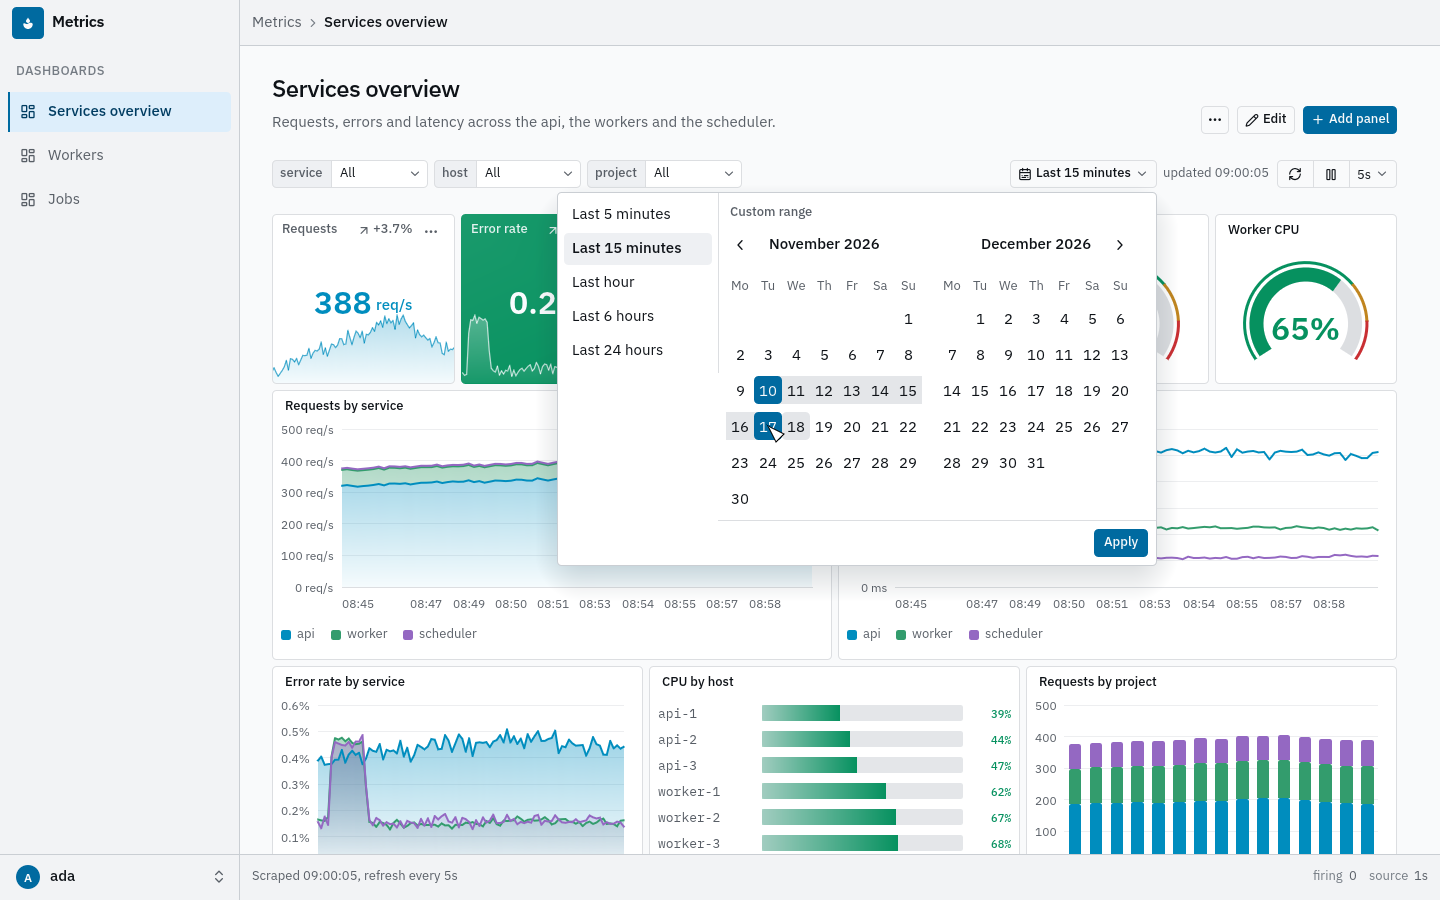 Metrics
Metrics > Services overview
DASHBOARDS
Services overview
Workers
Jobs
Services overview
Requests, errors and latency across the api, the workers and the scheduler.
Edit
Add panel
service All
host All
project All
Last 15 minutes
updated 09:00:05
5s
Last 5 minutes
Last 15 minutes
Last hour
Last 6 hours
Last 24 hours
Custom range
November 2026
Mo Tu We Th Fr Sa Su
1
2 3 4 5 6 7 8
9 10 11 12 13 14 15
16 17 18 19 20 21 22
23 24 25 26 27 28 29
30
December 2026
Mo Tu We Th Fr Sa Su
1 2 3 4 5 6
7 8 9 10 11 12 13
14 15 16 17 18 19 20
21 22 23 24 25 26 27
28 29 30 31
Apply
Requests
+3.7%
388 req/s
Error rate
0.2
Worker CPU
65%
Requests by service
500 req/s
400 req/s
300 req/s
200 req/s
100 req/s
0 req/s
08:45 08:47 08:49 08:50 08:51 08:53 08:54 08:55 08:57 08:58
api worker scheduler
0 ms
08:45 08:47 08:49 08:50 08:51 08:53 08:54 08:55 08:57 08:58
api worker scheduler
Error rate by service
0.6%
0.5%
0.4%
0.3%
0.2%
0.1%
CPU by host
api-1 39%
api-2 44%
api-3 47%
worker-1 62%
worker-2 67%
worker-3 68%
Requests by project
500
400
300
200
100
A ada
Scraped 09:00:05, refresh every 5s
firing 0 source 1s